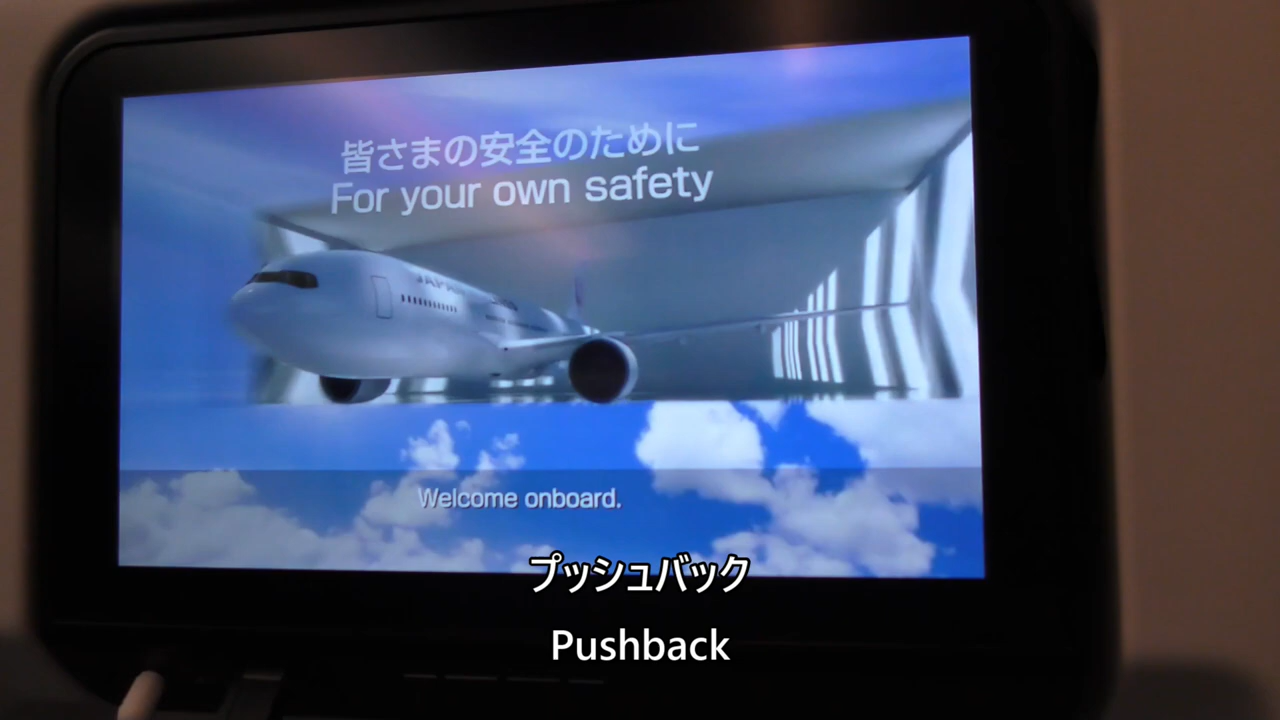 皆さまの安全のために
For your own safety
JAPAN
Welcome onboard.
プッシュバック
Pushback